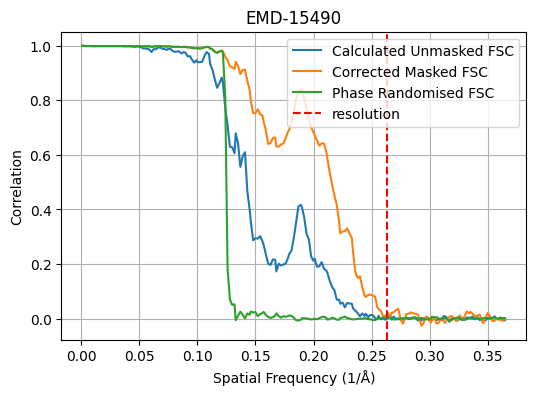 EMD-15490
Calculated Unmasked FSC
Corrected Masked FSC
Phase Randomised FSC
resolution
Correlation
1.0
0.8
0.6
0.4
0.2
0.0
0.00 0.05 0.10 0.15 0.20 0.25 0.30 0.35
Spatial Frequency (1/Å)